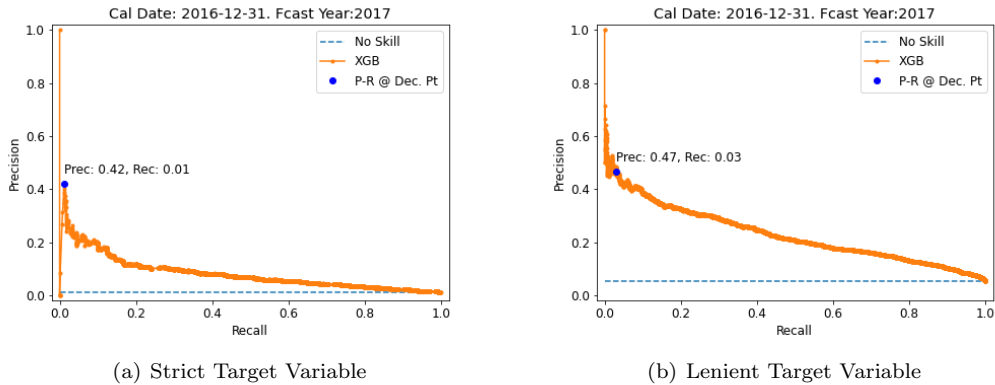 Cal Date: 2016-12-31. Fcast Year:2017
1.0
0.8
0.6
0.4
0.2
0.0
Precision
No Skill
XGB
P-R @ Dec. Pt
Prec: 0.42, Rec: 0.01
0.0 0.2 0.4 0.6 0.8 1.0
Recall
(a) Strict Target Variable
Cal Date: 2016-12-31. Fcast Year:2017
1.0
0.8
0.6
0.4
0.2
0.0
Precision
No Skill
XGB
P-R @ Dec. Pt
Prec: 0.47, Rec: 0.03
0.0 0.2 0.4 0.6 0.8 1.0
Recall
(b) Lenient Target Variable